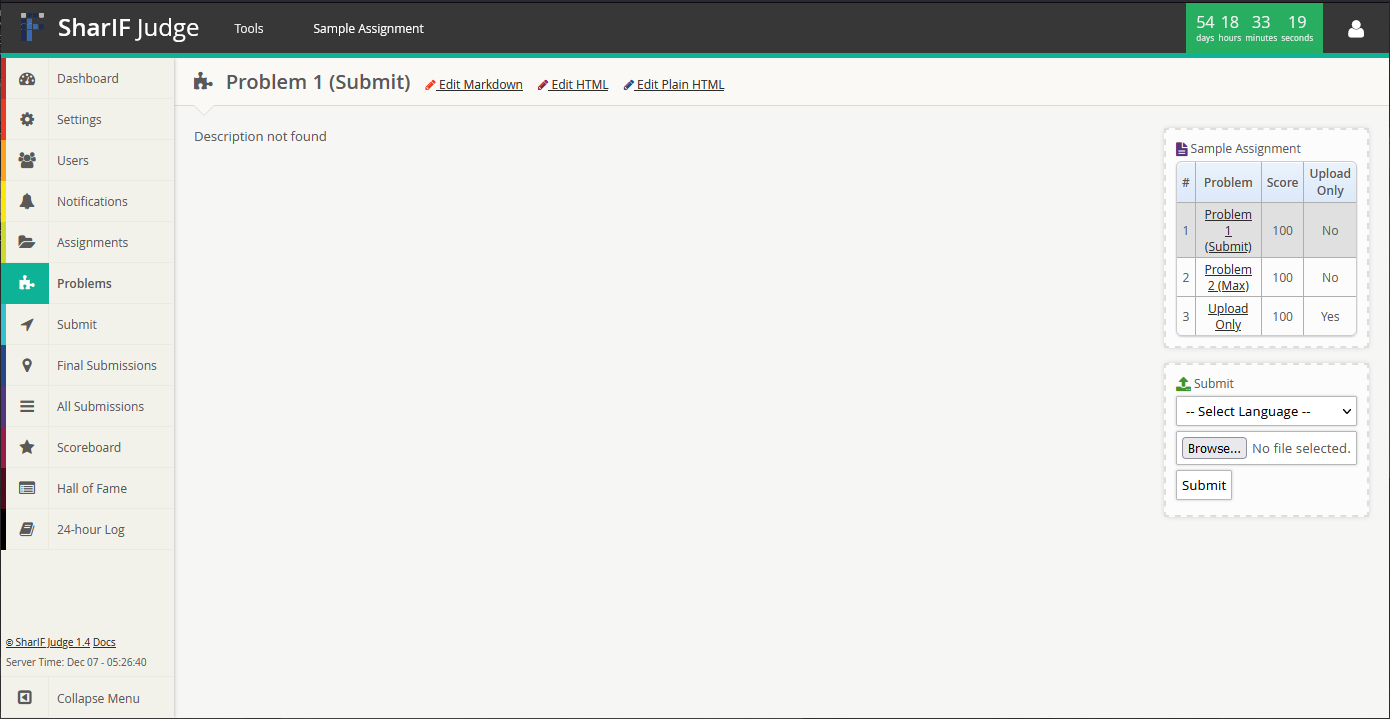 SharIF Judge
Tools
Sample Assignment
54 18 33 19
days hours minutes seconds
Dashboard
Settings
Users
Notifications
Assignments
Problems
Submit
Final Submissions
All Submissions
Scoreboard
Hall of Fame
24-hour Log
© SharIF Judge 1.4 Docs
Server Time: Dec 07 - 05:26:40
Collapse Menu
Problem 1 (Submit)
Edit Markdown
Edit HTML
Edit Plain HTML
Description not found
Sample Assignment
# Problem Score Upload
Only
Problem
1 1 100 No
(Submit)
2 Problem 100 No
2 (Max)
3 Upload 100 Yes
Only
Submit
-- Select Language --
Browse... No file selected.
Submit